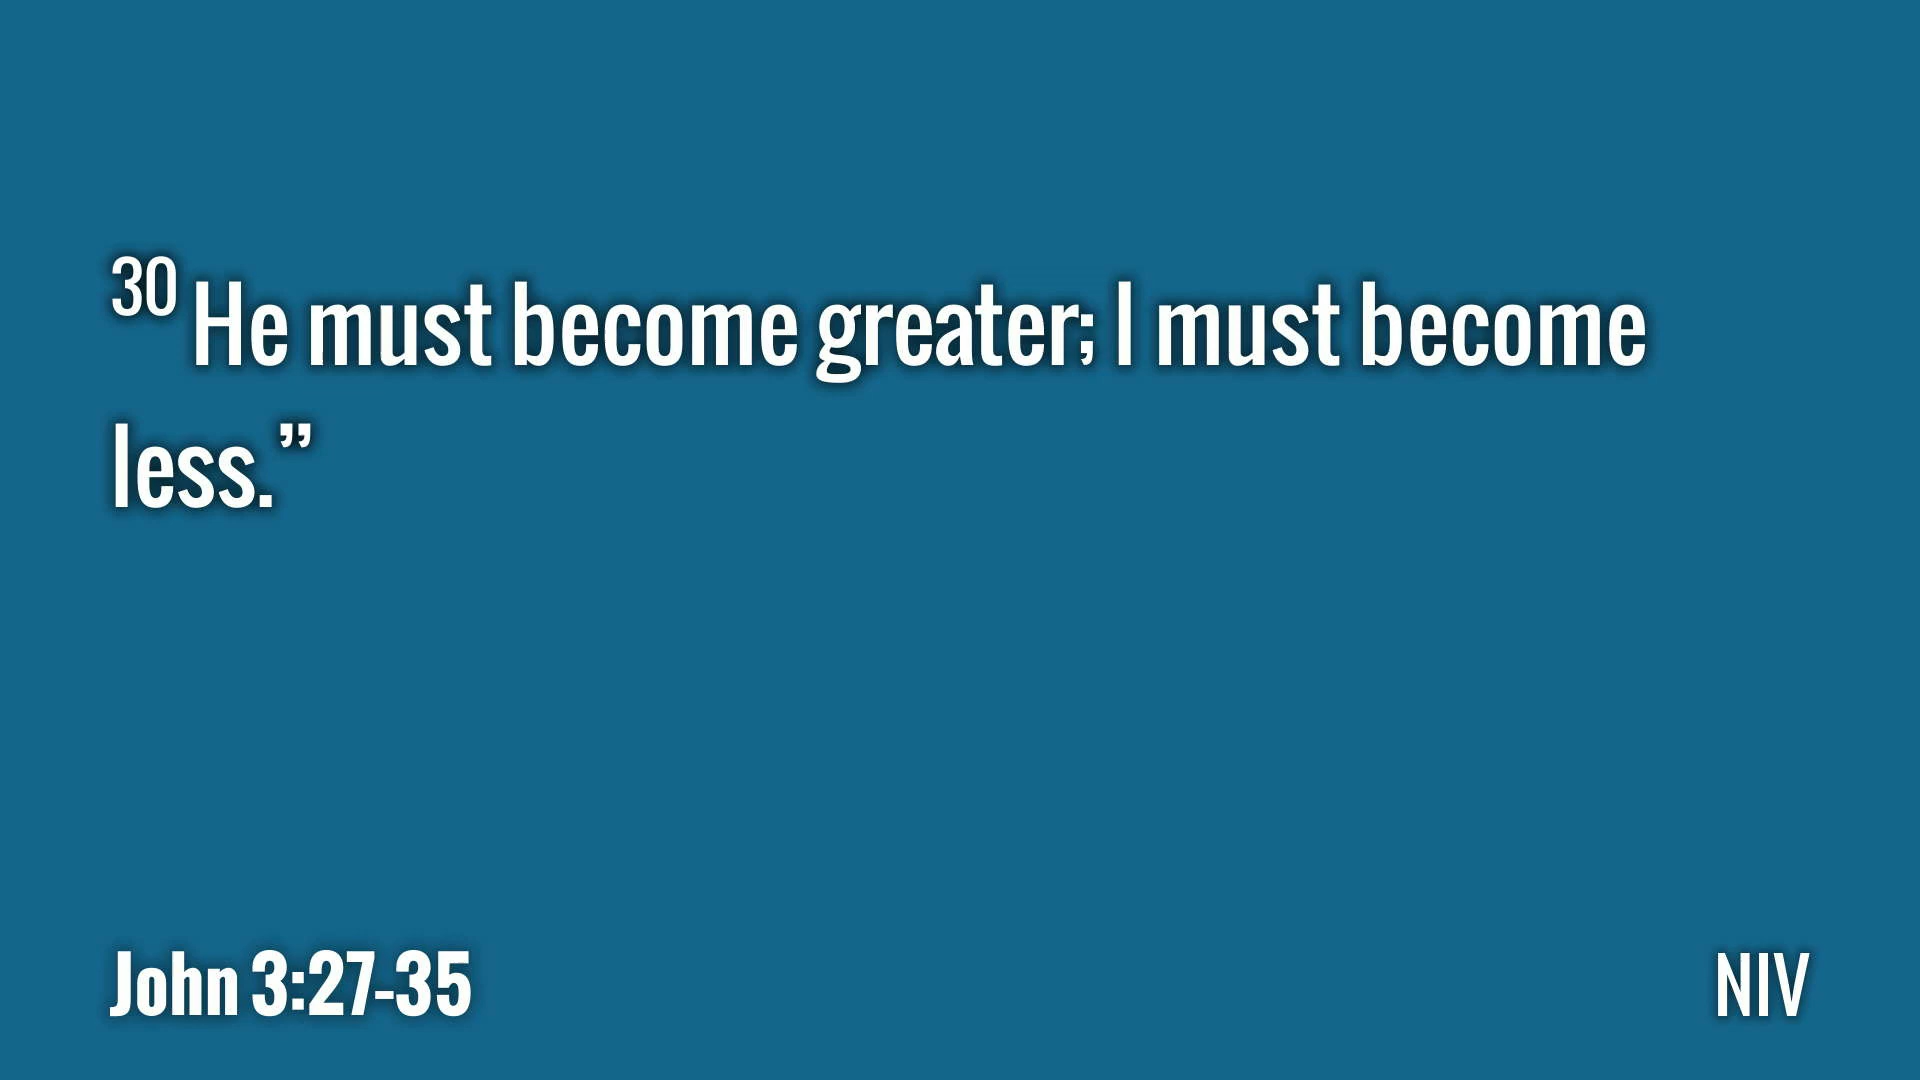 30 He must become greater; I must become
less.”
John 3:27-35
NIV